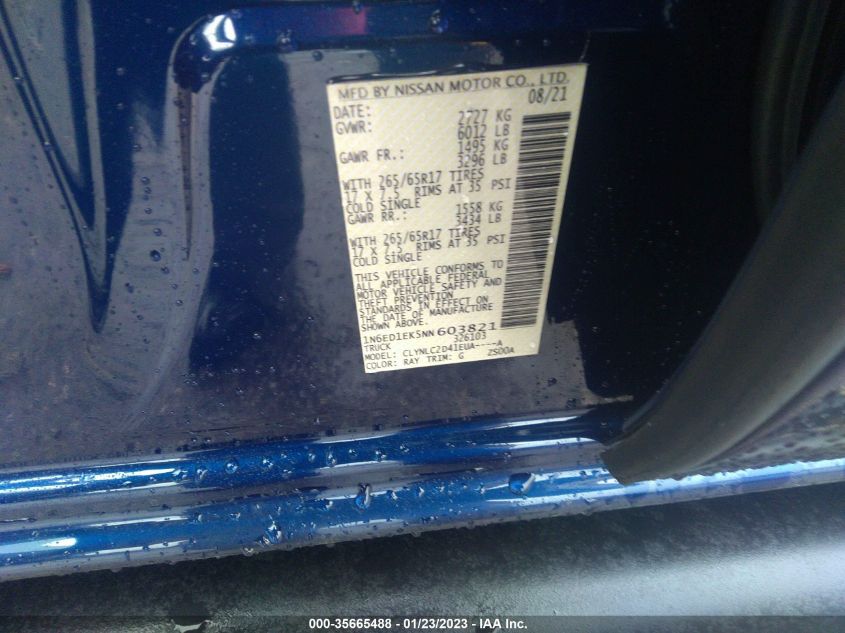 MFD BY NISSAN MOTOR CO., LTD.
DATE: 08/21
GVWR: 2727 KG
6012 LB
GAWR FR.: 1495 KG
3296 LB
WITH 265/65R17 TIRES
17 X 7.5 RIMS AT 35 PSI
COLD SINGLE
GAWR RR.: 1558 KG
3434 LB
WITH 265/65R17 TIRES
17 X 7.5 RIMS AT 35 PSI
COLD SINGLE
THIS VEHICLE CONFORMS TO
ALL APPLICABLE FEDERAL
MOTOR VEHICLE SAFETY AND
THEFT PREVENTION
STANDARDS IN EFFECT ON
THE DATE OF MANUFACTURE
SHOWN ABOVE.
1N6ED1EK5NN603821
TRUCK 326103
MODEL: CLYNLC2D41EUA----A
COLOR: RAY TRIM: G ZS00A
000-35665488 - 01/23/2023 - IAA Inc.